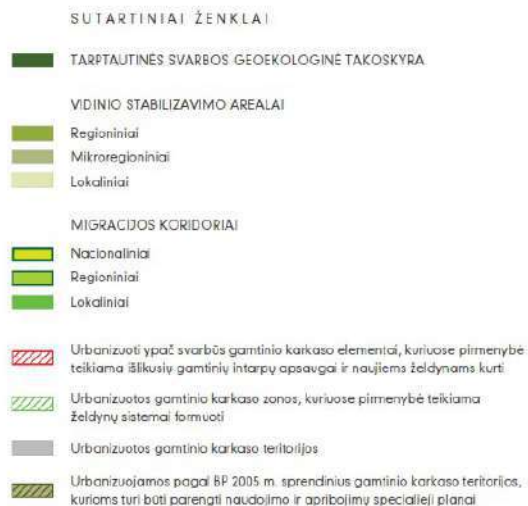 SUTARTINIAI ŽENKLAI
TARPTAUTINĖS SVARBOS GEOEKOLOGINĖ TAKOSKYRA
VIDINIO STABILIZAVIMO AREALAI
Regioniniai
Mikroregioniniai
Lokaliniai
MIGRACIJOS KORIDORIAI
Nacionaliniai
Regioniniai
Lokaliniai
Urbanizuoti ypač svarbūs gamtinio karkaso elementai, kuriuose pirmenybė
teikiama išlikusių gamtinių intarpų apsaugai ir naujiems želdynams kurti
Urbanizuotos gamtinio karkaso zonos, kuriuose pirmenybė teikiama
želdynų sistemai formuoti
Urbanizuotos gamtinio karkaso teritorijos
Urbanizuojamos pagal BP 2005 m. sprendinius gamtinio karkaso teritorijos,
kurioms turi būti parengti naudojimo ir apribojimų specialieji planai